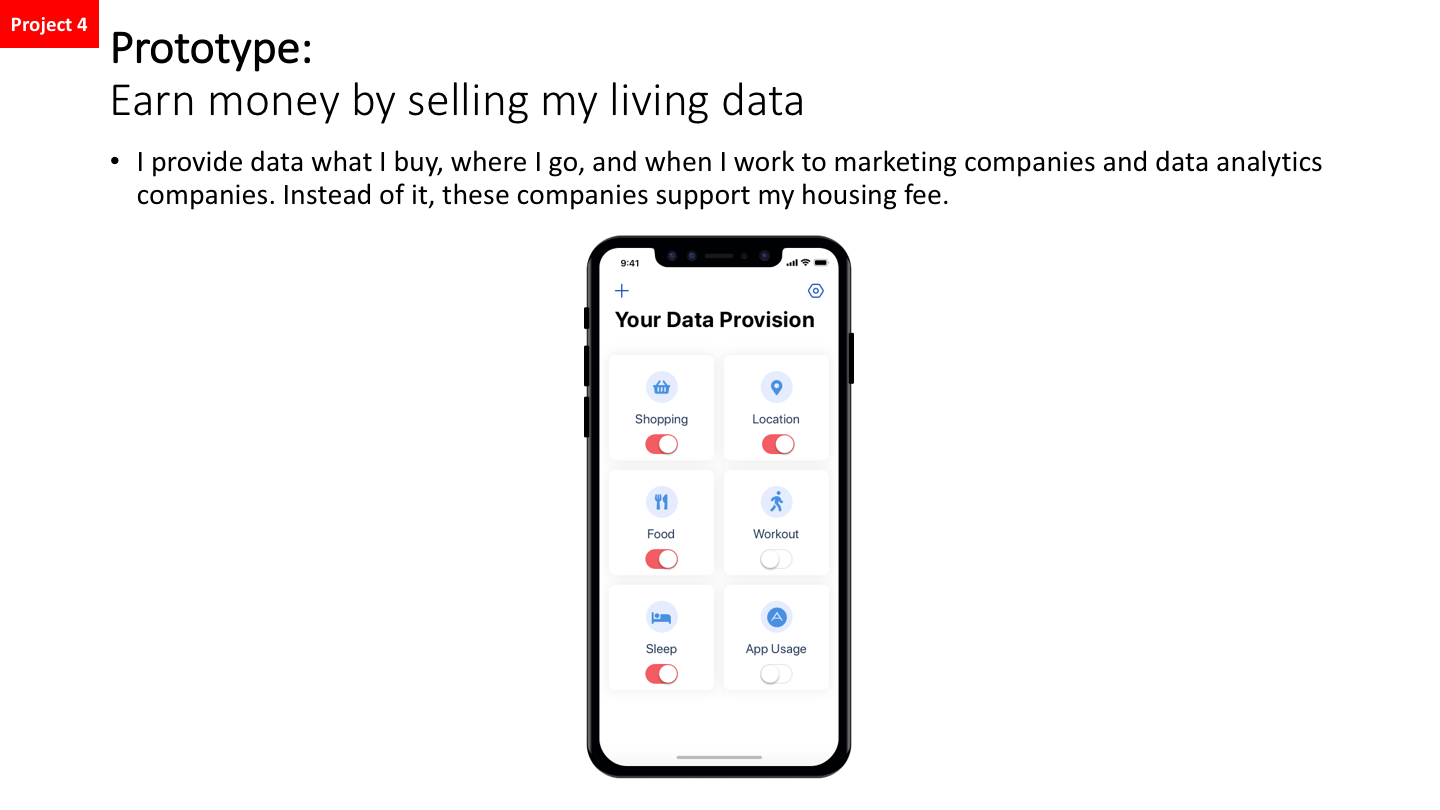 Project 4
Prototype:
Earn money by selling my living data
• I provide data what I buy, where I go, and when I work to marketing companies and data analytics
companies. Instead of it, these companies support my housing fee.
9:41
Your Data Provision
Shopping
Location
Food
Workout
Sleep
App Usage